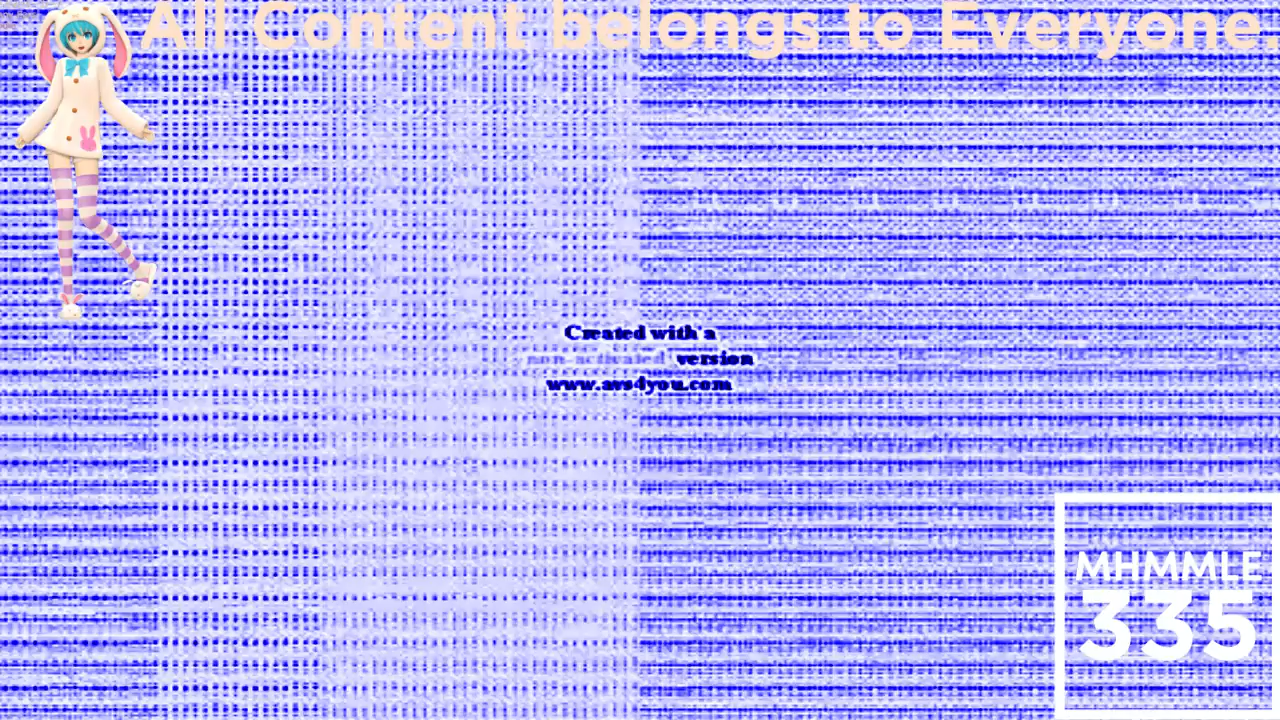 All Content belongs to Everyone.
Created with a
non-activated version
www.avs4you.com
MHMMLE
335